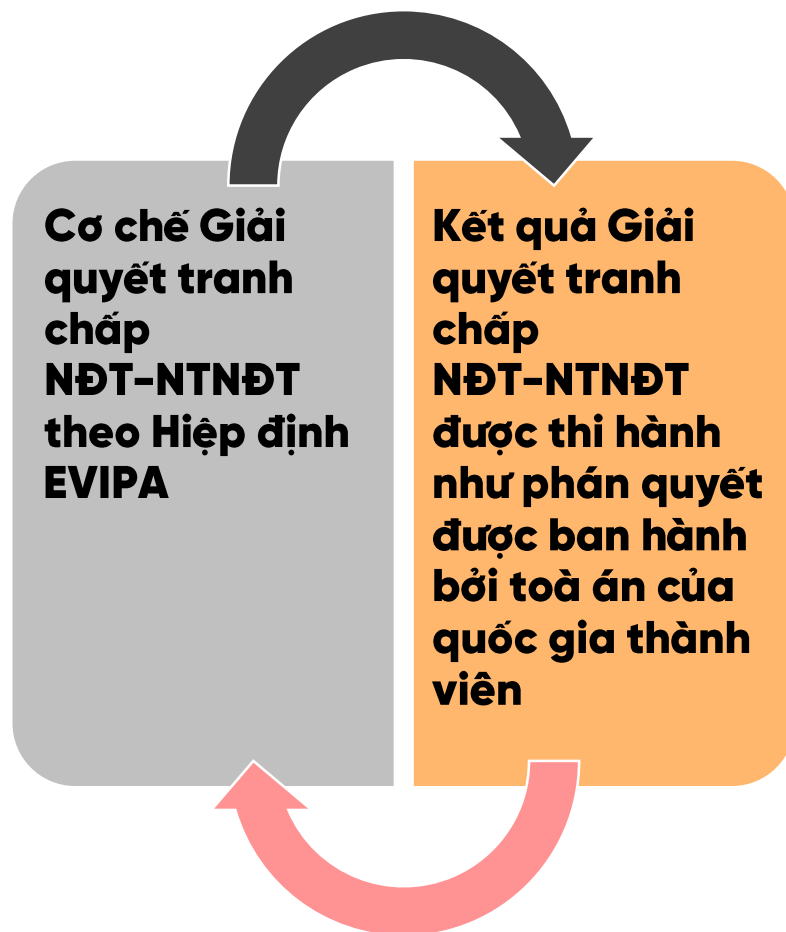 Cơ chế Giải
quyết tranh
chấp
NĐT-NTNĐT
theo Hiệp định
EVIPA
Kết quả Giải
quyết tranh
chấp
NĐT-NTNĐT
được thi hành
như phán quyết
được ban hành
bởi toà án của
quốc gia thành
viên